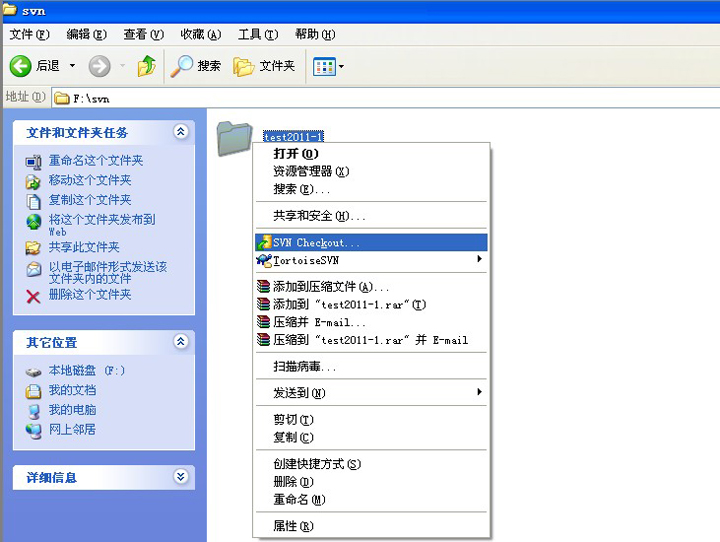 svn
文件(F) 编辑(E) 查看(V) 收藏(A) 工具(T) 帮助(H)
后退 搜索 文件夹
地址(D) F:\svn
文件和文件夹任务
重命名这个文件夹
移动这个文件夹
复制这个文件夹
将这个文件夹发布到
Web
共享此文件夹
以电子邮件形式发送该
文件夹内的文件
删除这个文件夹
其它位置
本地磁盘 (F:)
我的文档
我的电脑
网上邻居
详细信息
test2011-1
打开(O)
资源管理器(X)
搜索(E)...
共享和安全(H)...
SVN Checkout...
TortoiseSVN
添加到压缩文件(A)...
添加到 "test2011-1.rar"(T)
压缩并 E-mail...
压缩到 "test2011-1.rar" 并 E-mail
扫描病毒...
发送到(N)
剪切(T)
复制(C)
创建快捷方式(S)
删除(D)
重命名(M)
属性(R)